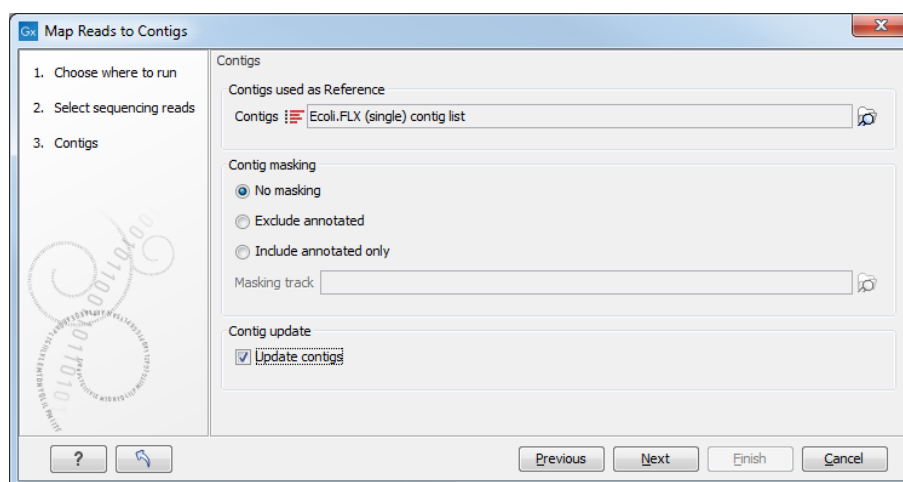 Gx Map Reads to Contigs
1. Choose where to run
2. Select sequencing reads
3. Contigs
Contigs
Contigs used as Reference
Contigs Ecoli.FLX (single) contig list
Contig masking
No masking
Exclude annotated
Include annotated only
Masking track
Contig update
Update contigs
? Previous Next Finish Cancel